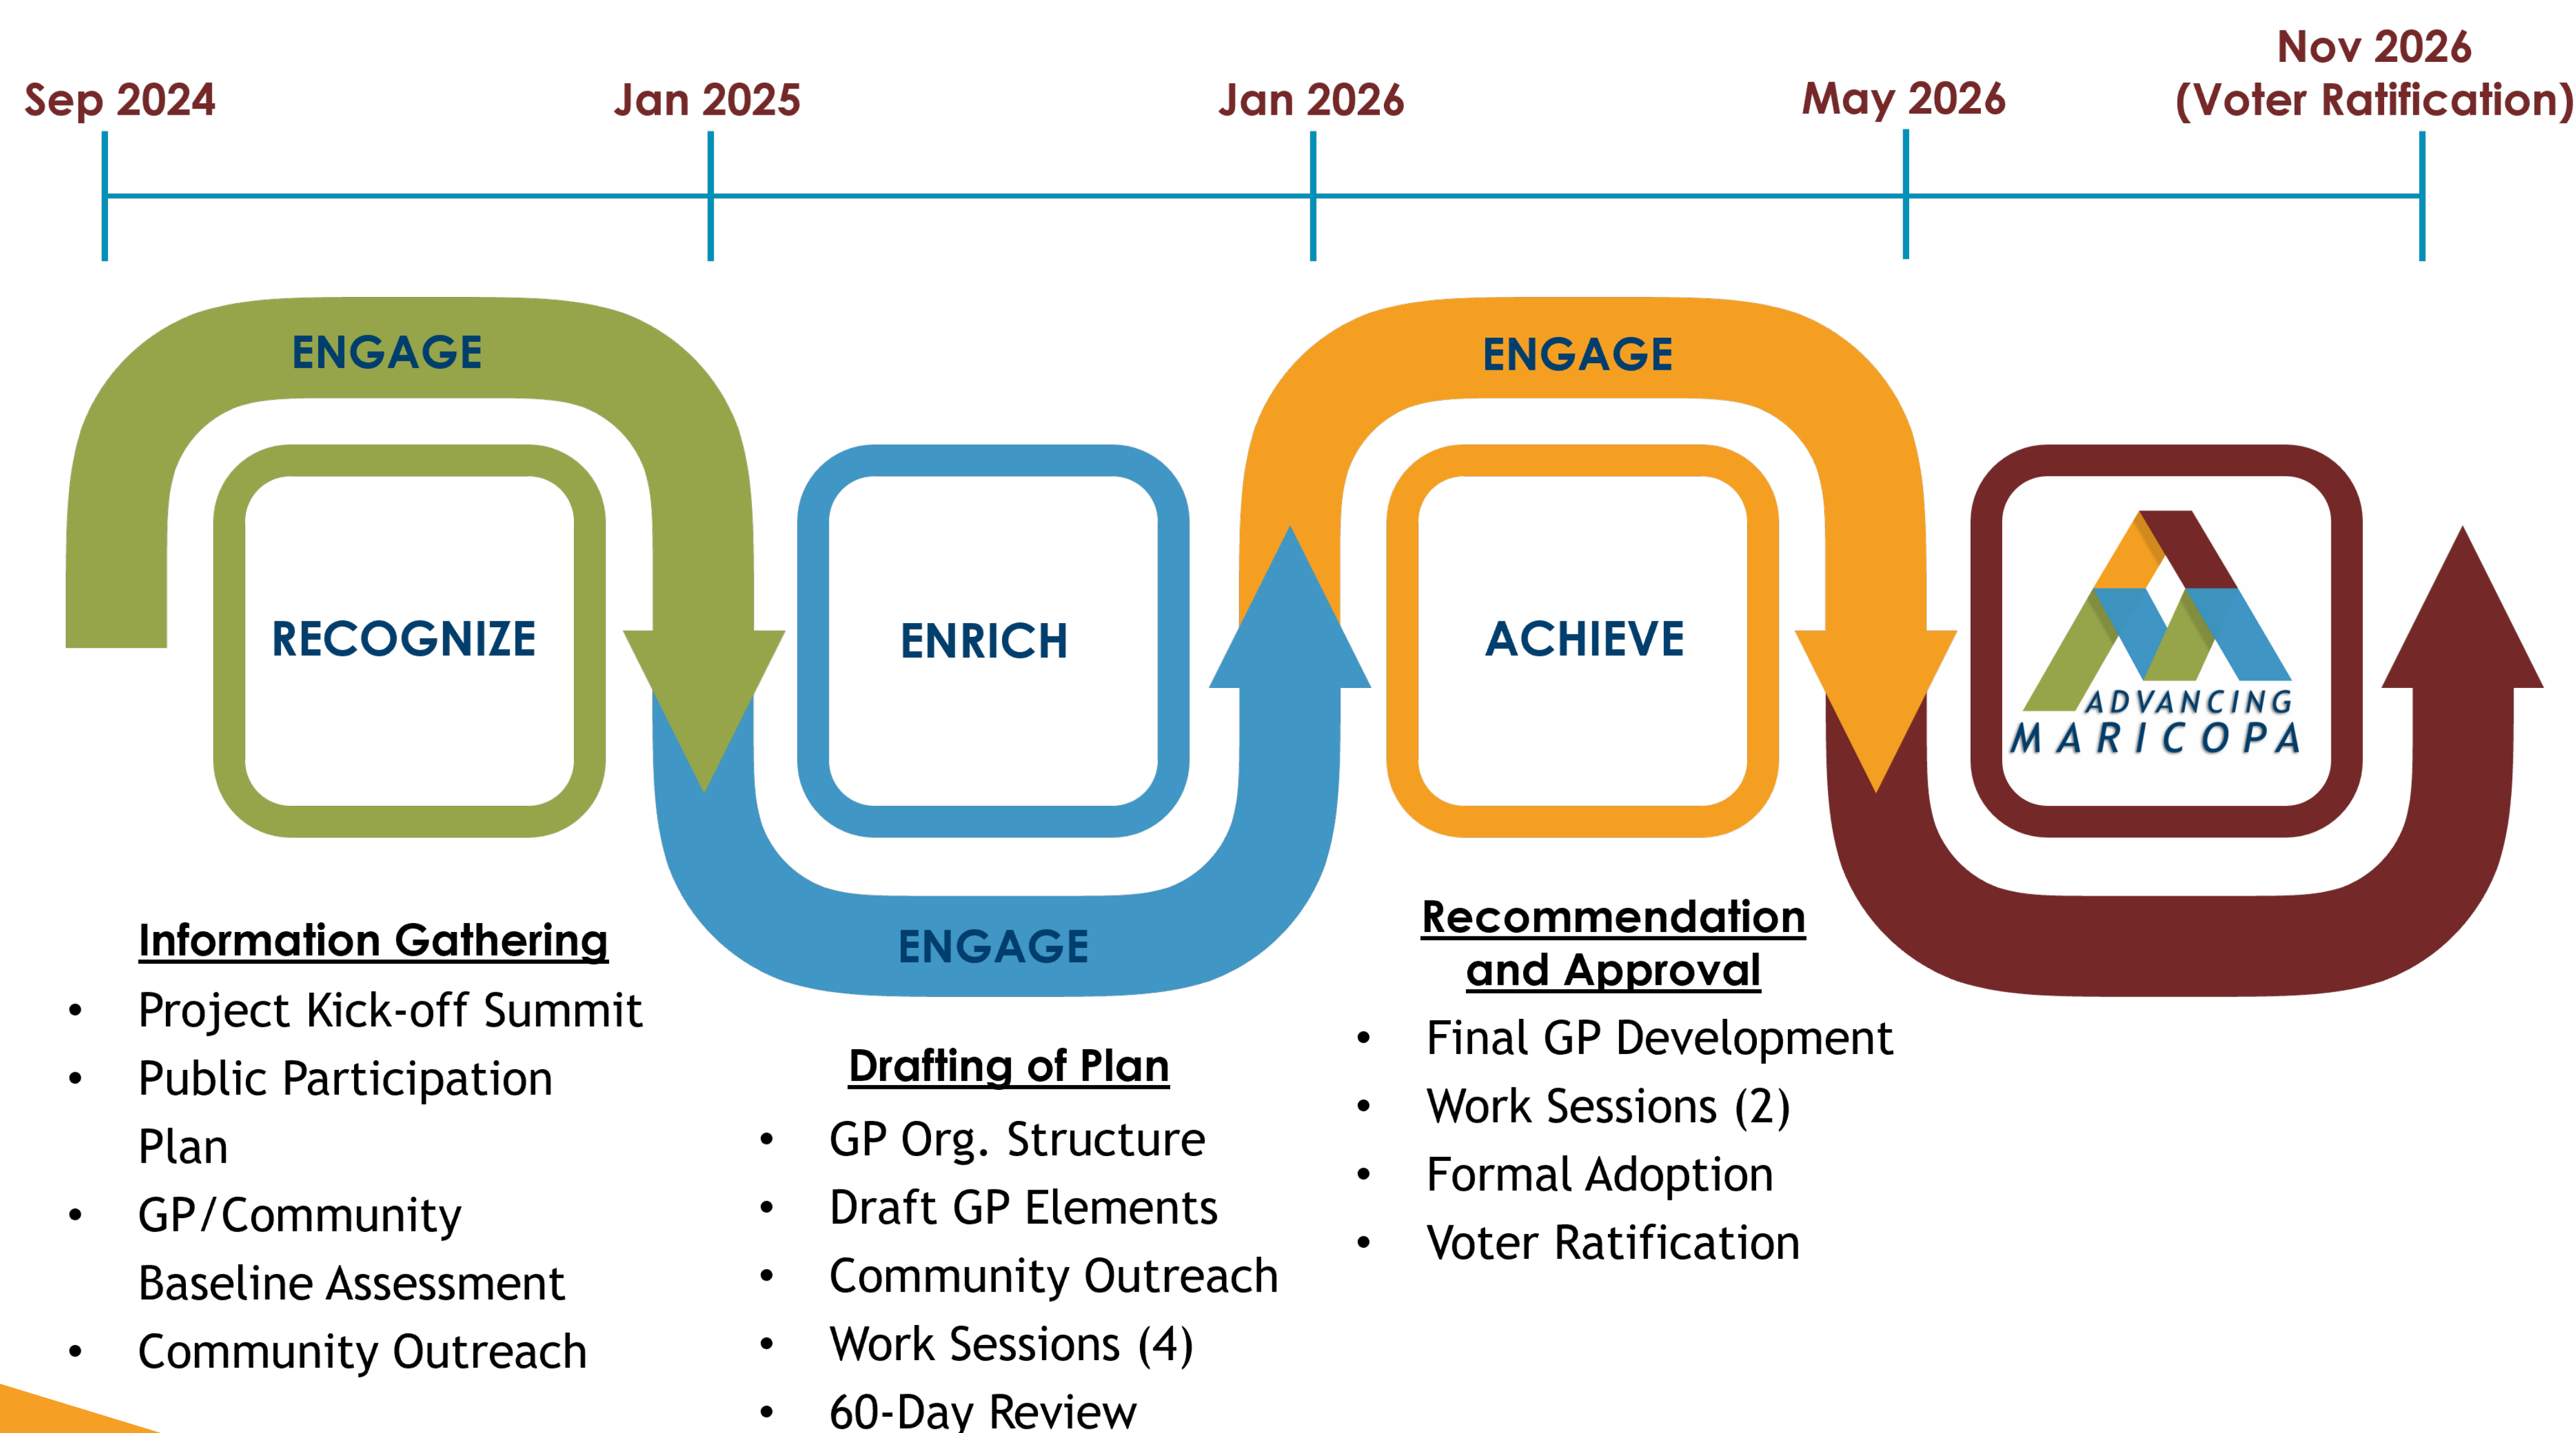 Sep 2024
Jan 2025
Jan 2026
May 2026
Nov 2026
(Voter Ratification)
ENGAGE
ENGAGE
RECOGNIZE
ENRICH
ACHIEVE
ADVANCING
MARICOPA
ENGAGE
Information Gathering
• Project Kick-off Summit
• Public Participation
Plan
• GP/Community
Baseline Assessment
• Community Outreach
Drafting of Plan
• GP Org. Structure
• Draft GP Elements
• Community Outreach
• Work Sessions (4)
• 60-Day Review
Recommendation
and Approval
• Final GP Development
• Work Sessions (2)
• Formal Adoption
• Voter Ratification